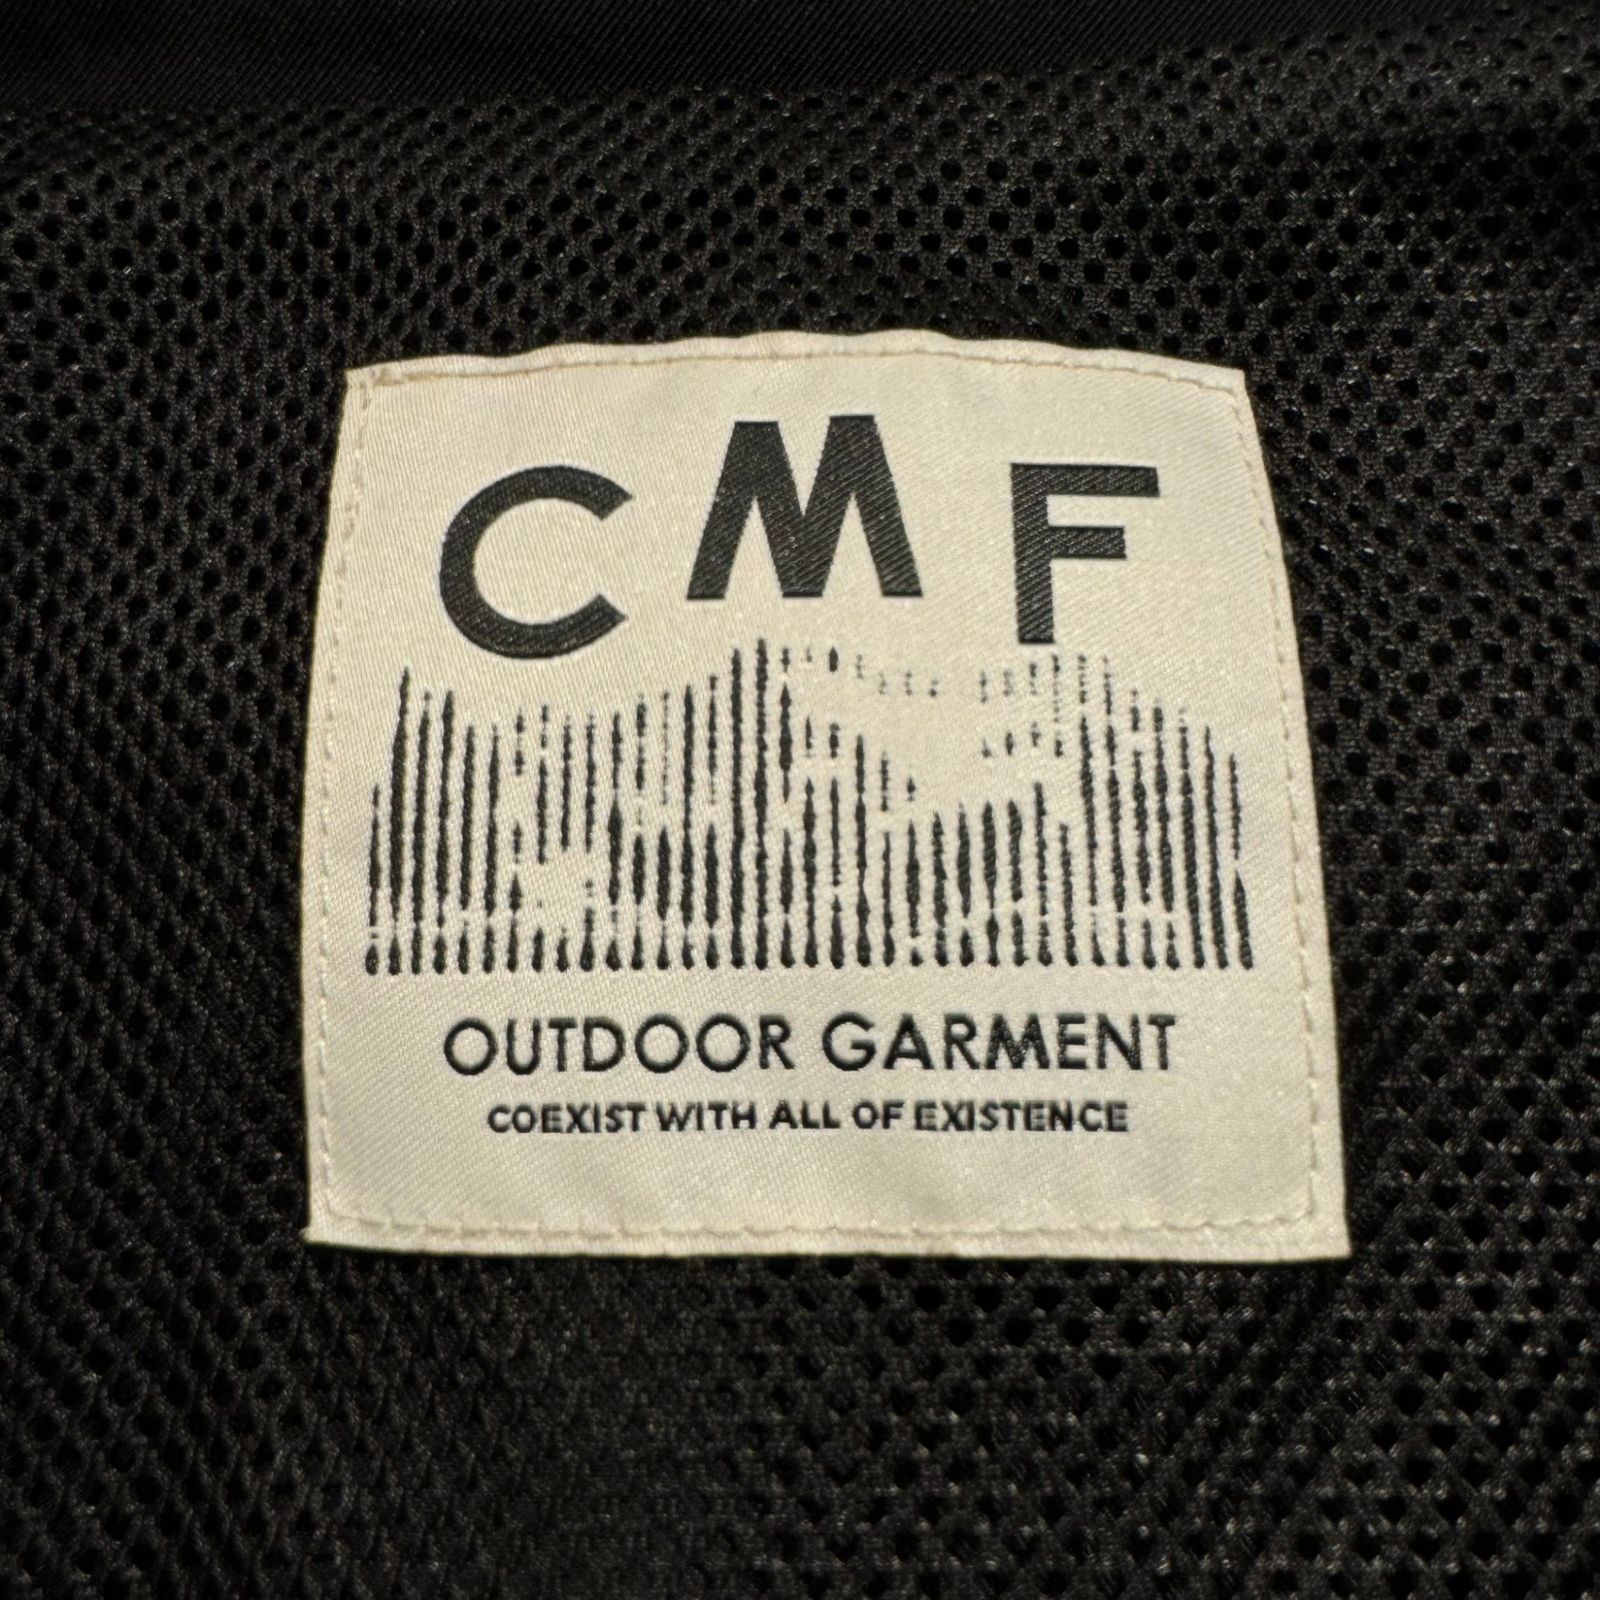 CMF
OUTDOOR GARMENT
COEXIST WITH ALL OF EXISTENCE